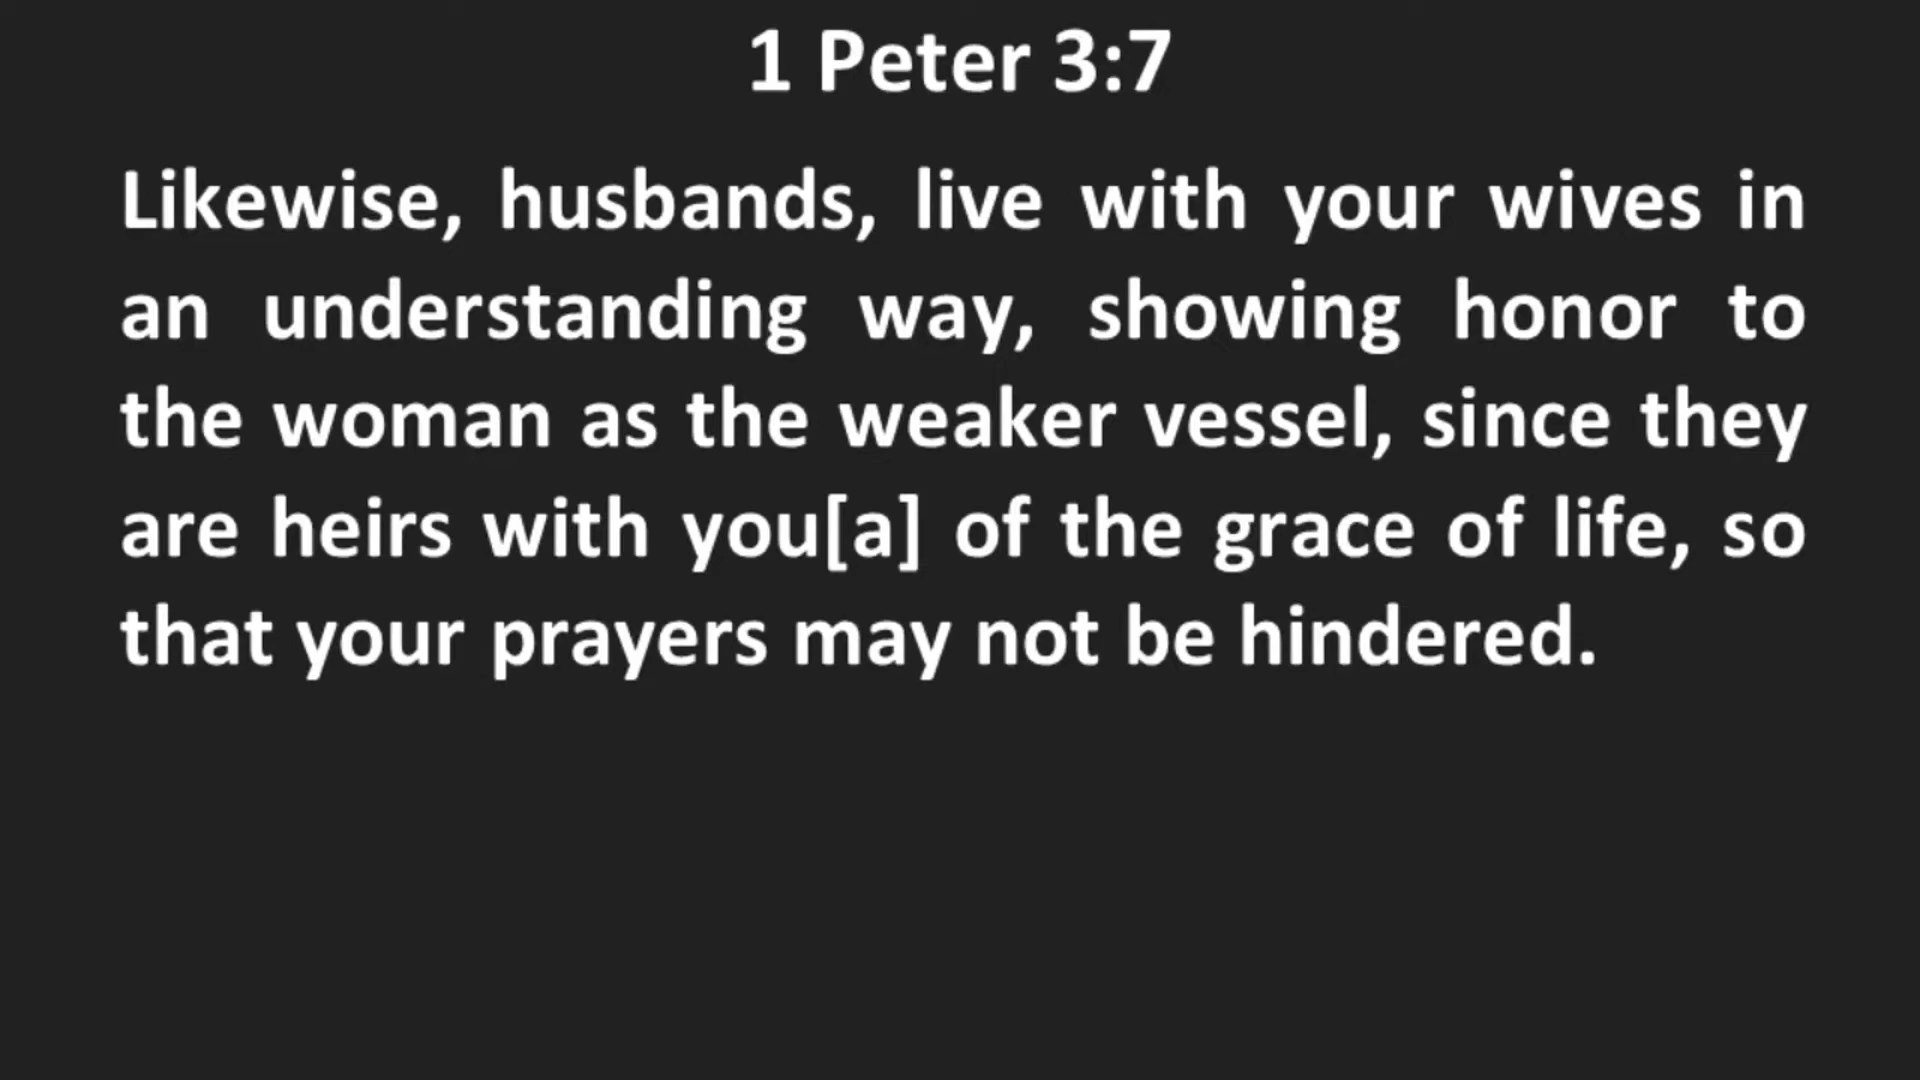 1 Peter 3:7
Likewise, husbands, live with your wives in
an understanding way, showing honor to
the woman as the weaker vessel, since they
are heirs with you[a] of the grace of life, so
that your prayers may not be hindered.